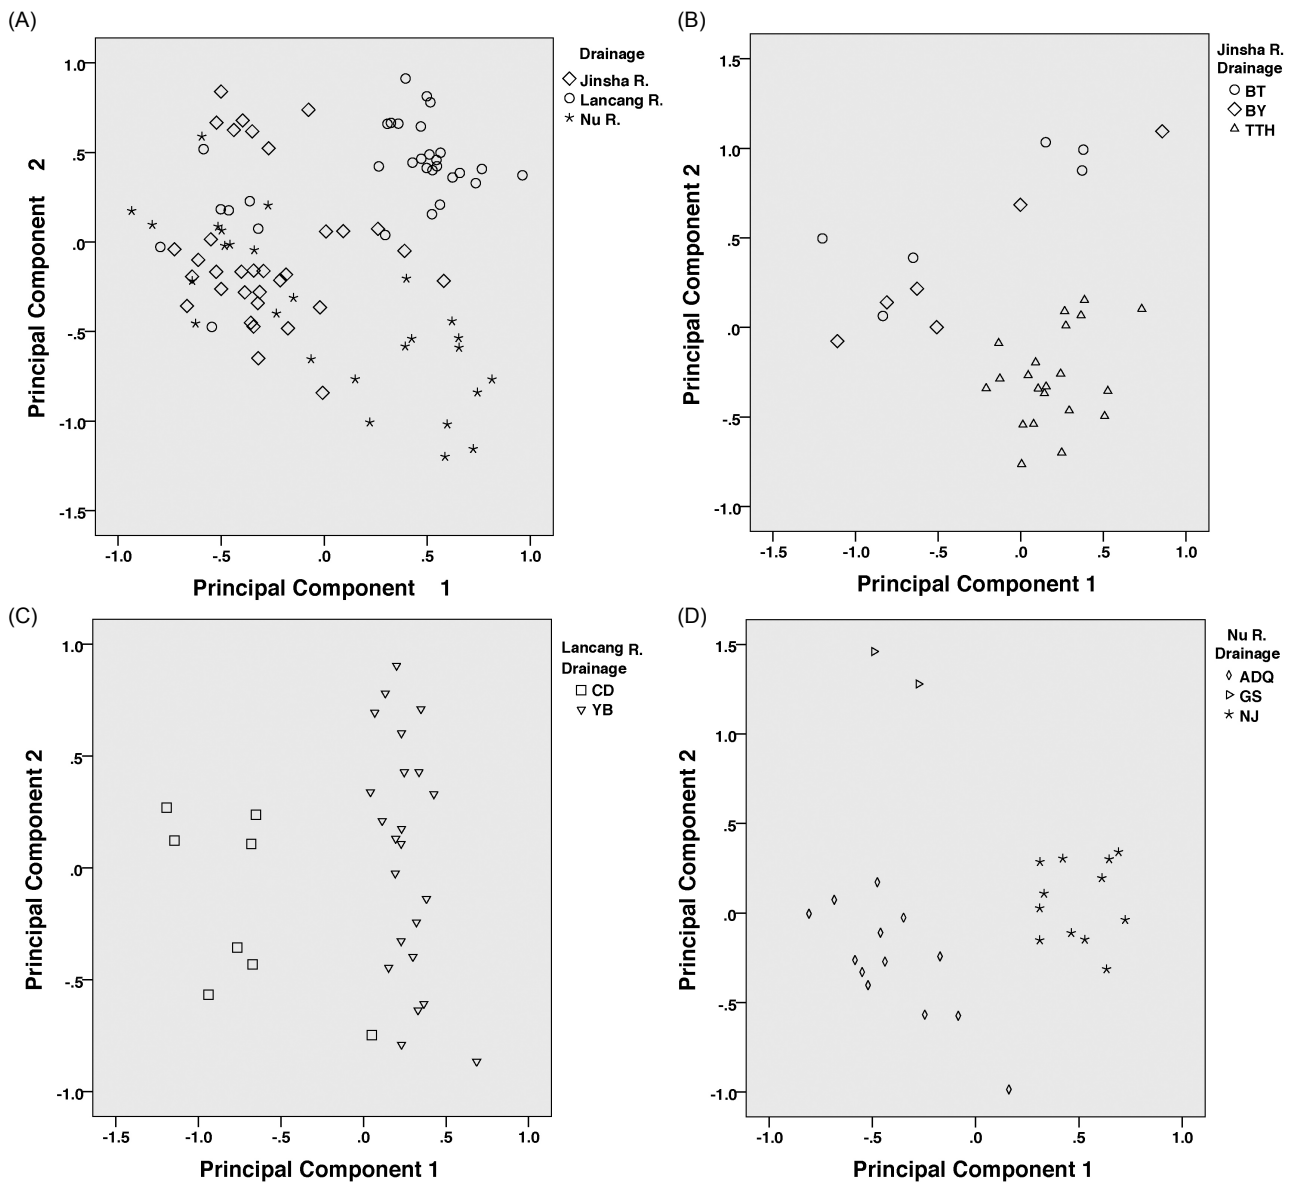 (A)
1.0
.5
.0
-.5
-1.0
-1.5
Principal Component 2
-1.0 -.5 .0 .5 1.0
Principal Component 1
Drainage
Jinsha R.
Lancang R.
Nu R.
(B)
1.5
1.0
.5
.0
-.5
-1.0
Principal Component 2
-1.5 -1.0 -.5 .0 .5 1.0
Principal Component 1
Jinsha R.
Drainage
BT
BY
TTH
(C)
1.0
.5
.0
-.5
-1.0
Principal Component 2
-1.5 -1.0 -.5 .0 .5 1.0
Principal Component 1
Lancang R.
Drainage
CD
YB
(D)
1.5
1.0
.5
.0
-.5
-1.0
Principal Component 2
-1.0 -.5 .0 .5 1.0
Principal Component 1
Nu R.
Drainage
ADQ
GS
NJ